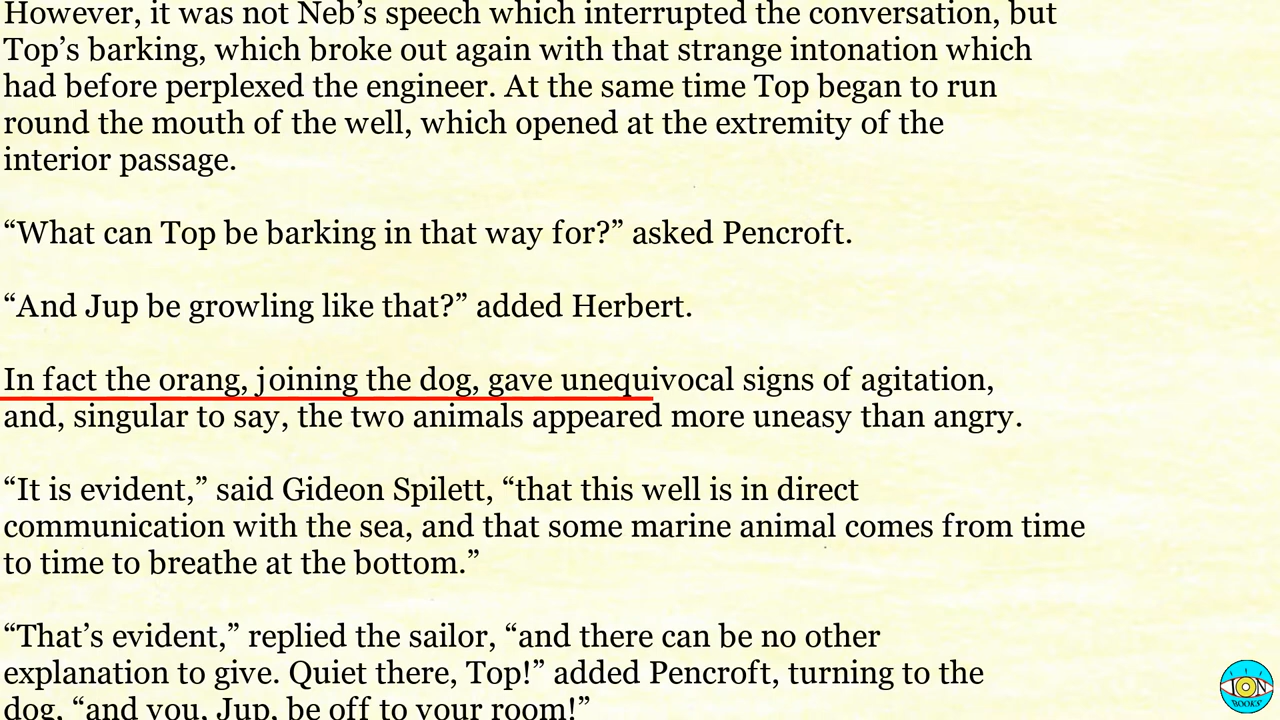 However, it was not Neb’s speech which interrupted the conversation, but
Top’s barking, which broke out again with that strange intonation which
had before perplexed the engineer. At the same time Top began to run
round the mouth of the well, which opened at the extremity of the
interior passage.
“What can Top be barking in that way for?” asked Pencroft.
“And Jup be growling like that?” added Herbert.
In fact the orang, joining the dog, gave unequivocal signs of agitation,
and, singular to say, the two animals appeared more uneasy than angry.
“It is evident,” said Gideon Spilett, “that this well is in direct
communication with the sea, and that some marine animal comes from time
to time to breathe at the bottom.”
“That’s evident,” replied the sailor, “and there can be no other
explanation to give. Quiet there, Top!” added Pencroft, turning to the
dog, “and you, Jup, be off to your room!”
ION
BOOKS